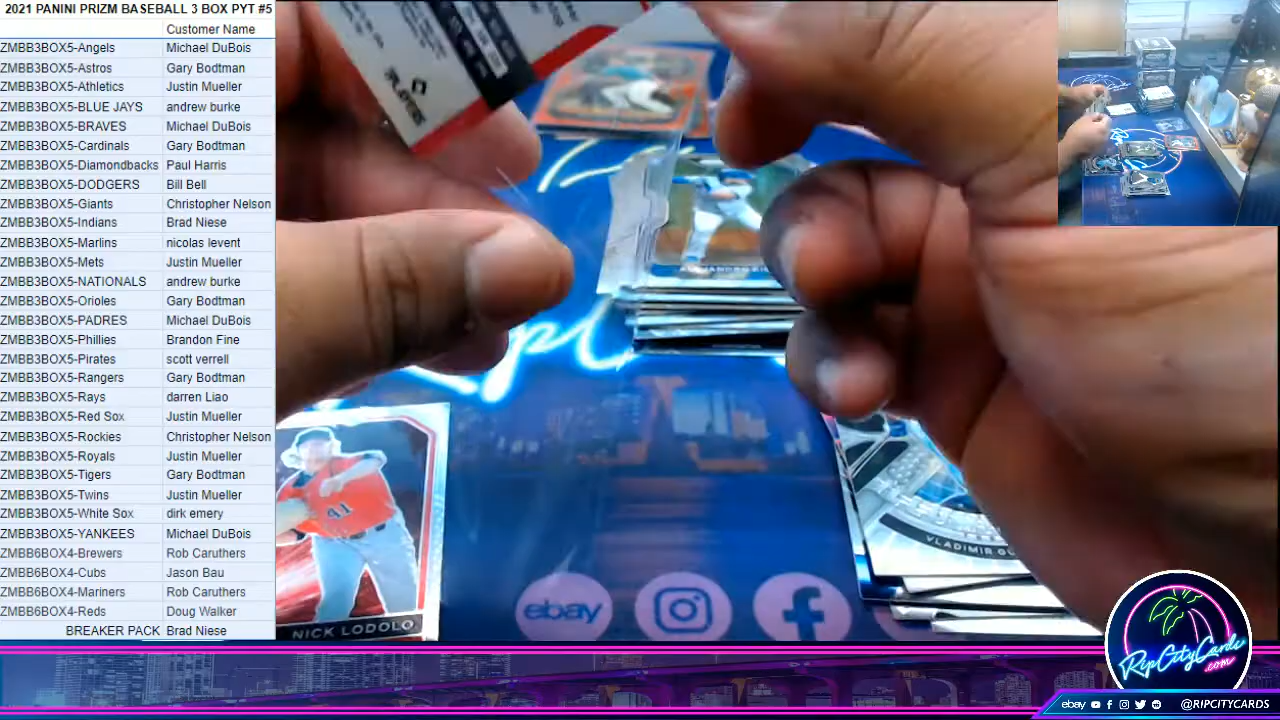 2021 PANINI PRIZM BASEBALL 3 BOX PYT #5
Customer Name
ZMBB3BOX5-Angels Michael DuBois
ZMBB3BOX5-Astros Gary Bodtman
ZMBB3BOX5-Athletics Justin Mueller
ZMBB3BOX5-BLUE JAYS andrew burke
ZMBB3BOX5-BRAVES Michael DuBois
ZMBB3BOX5-Cardinals Gary Bodtman
ZMBB3BOX5-Diamondbacks Paul Harris
ZMBB3BOX5-DODGERS Bill Bell
ZMBB3BOX5-Giants Christopher Nelson
ZMBB3BOX5-Indians Brad Niese
ZMBB3BOX5-Marlins nicolas levent
ZMBB3BOX5-Mets Justin Mueller
ZMBB3BOX5-NATIONALS andrew burke
ZMBB3BOX5-Orioles Gary Bodtman
ZMBB3BOX5-PADRES Michael DuBois
ZMBB3BOX5-Phillies Brandon Fine
ZMBB3BOX5-Pirates scott verrell
ZMBB3BOX5-Rangers Gary Bodtman
ZMBB3BOX5-Rays darren Liao
ZMBB3BOX5-Red Sox Justin Mueller
ZMBB3BOX5-Rockies Christopher Nelson
ZMBB3BOX5-Royals Justin Mueller
ZMBB3BOX5-Tigers Gary Bodtman
ZMBB3BOX5-Twins Justin Mueller
ZMBB3BOX5-White Sox dirk emery
ZMBB3BOX5-YANKEES Michael DuBois
ZMBB6BOX4-Brewers Rob Caruthers
ZMBB6BOX4-Cubs Jason Bau
ZMBB6BOX4-Mariners Rob Caruthers
ZMBB6BOX4-Reds Doug Walker
BREAKER PACK Brad Niese
41
NICK LODOLO
VLADIMIR
ebay
RipCityCards
.com
ebay @RIPCITYCARDS